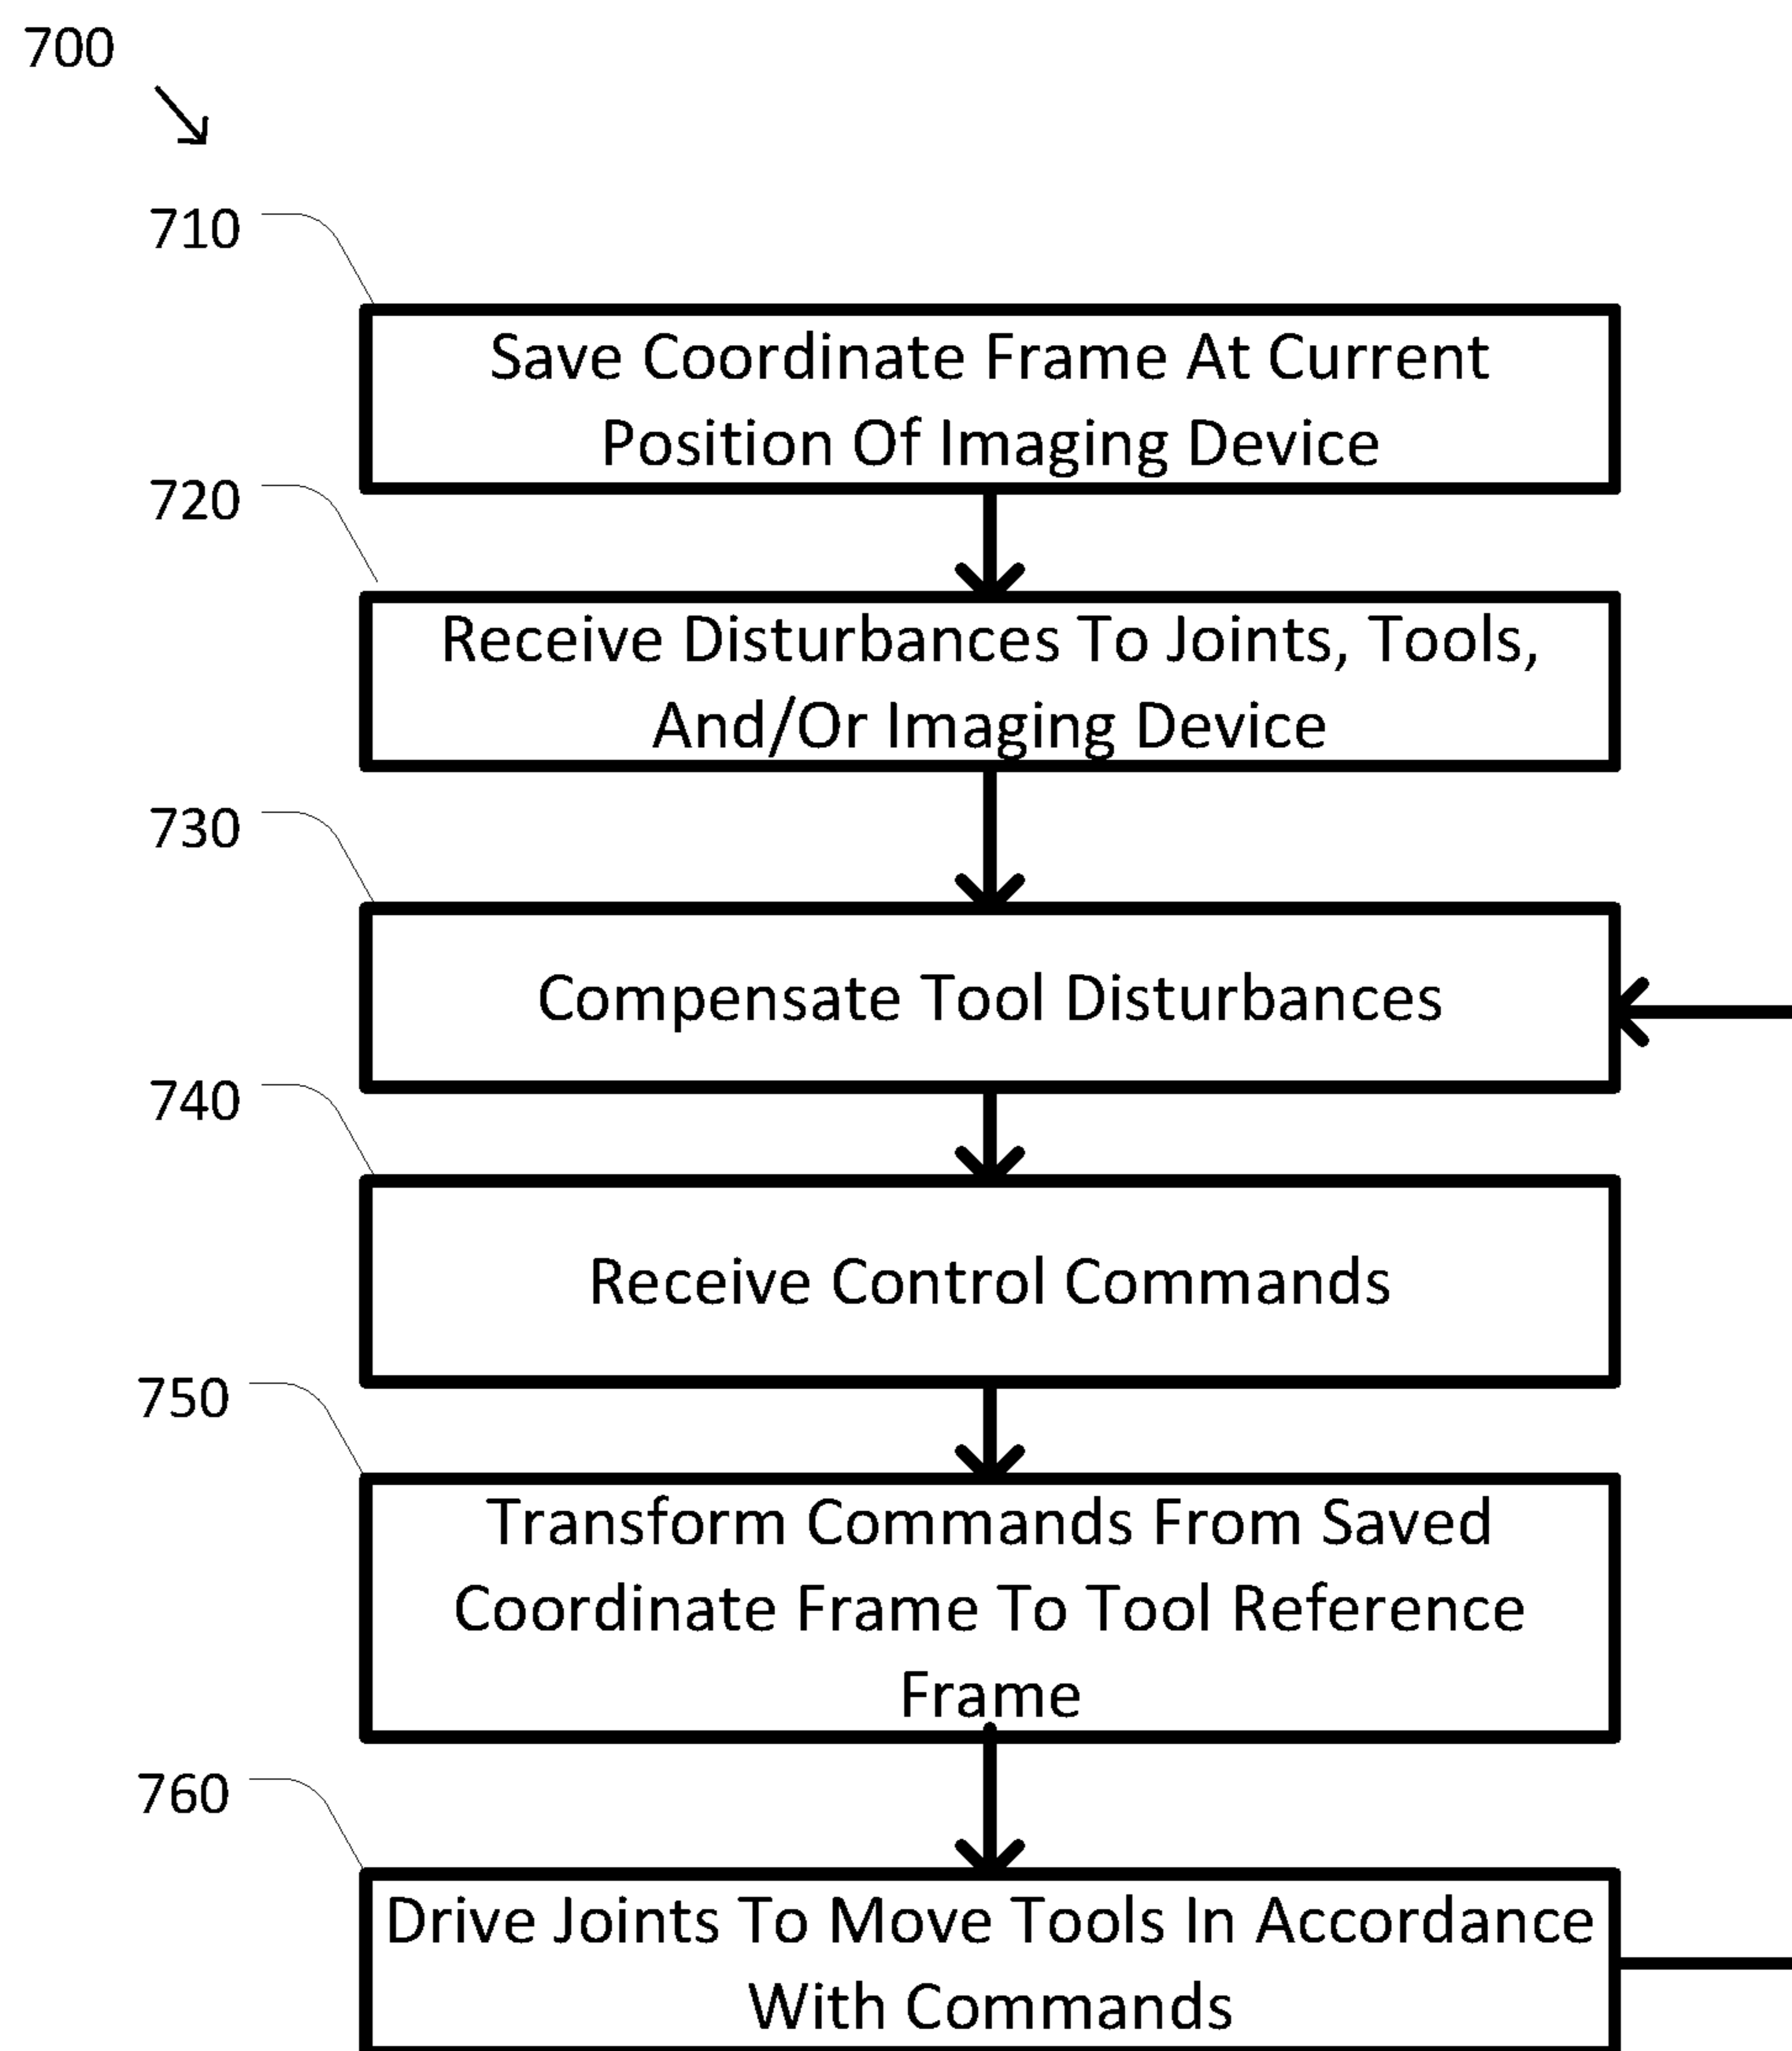 700
710
Save Coordinate Frame At Current
Position Of Imaging Device
720
Receive Disturbances To Joints, Tools,
And/Or Imaging Device
730
Compensate Tool Disturbances
740
Receive Control Commands
750
Transform Commands From Saved
Coordinate Frame To Tool Reference
Frame
760
Drive Joints To Move Tools In Accordance
With Commands